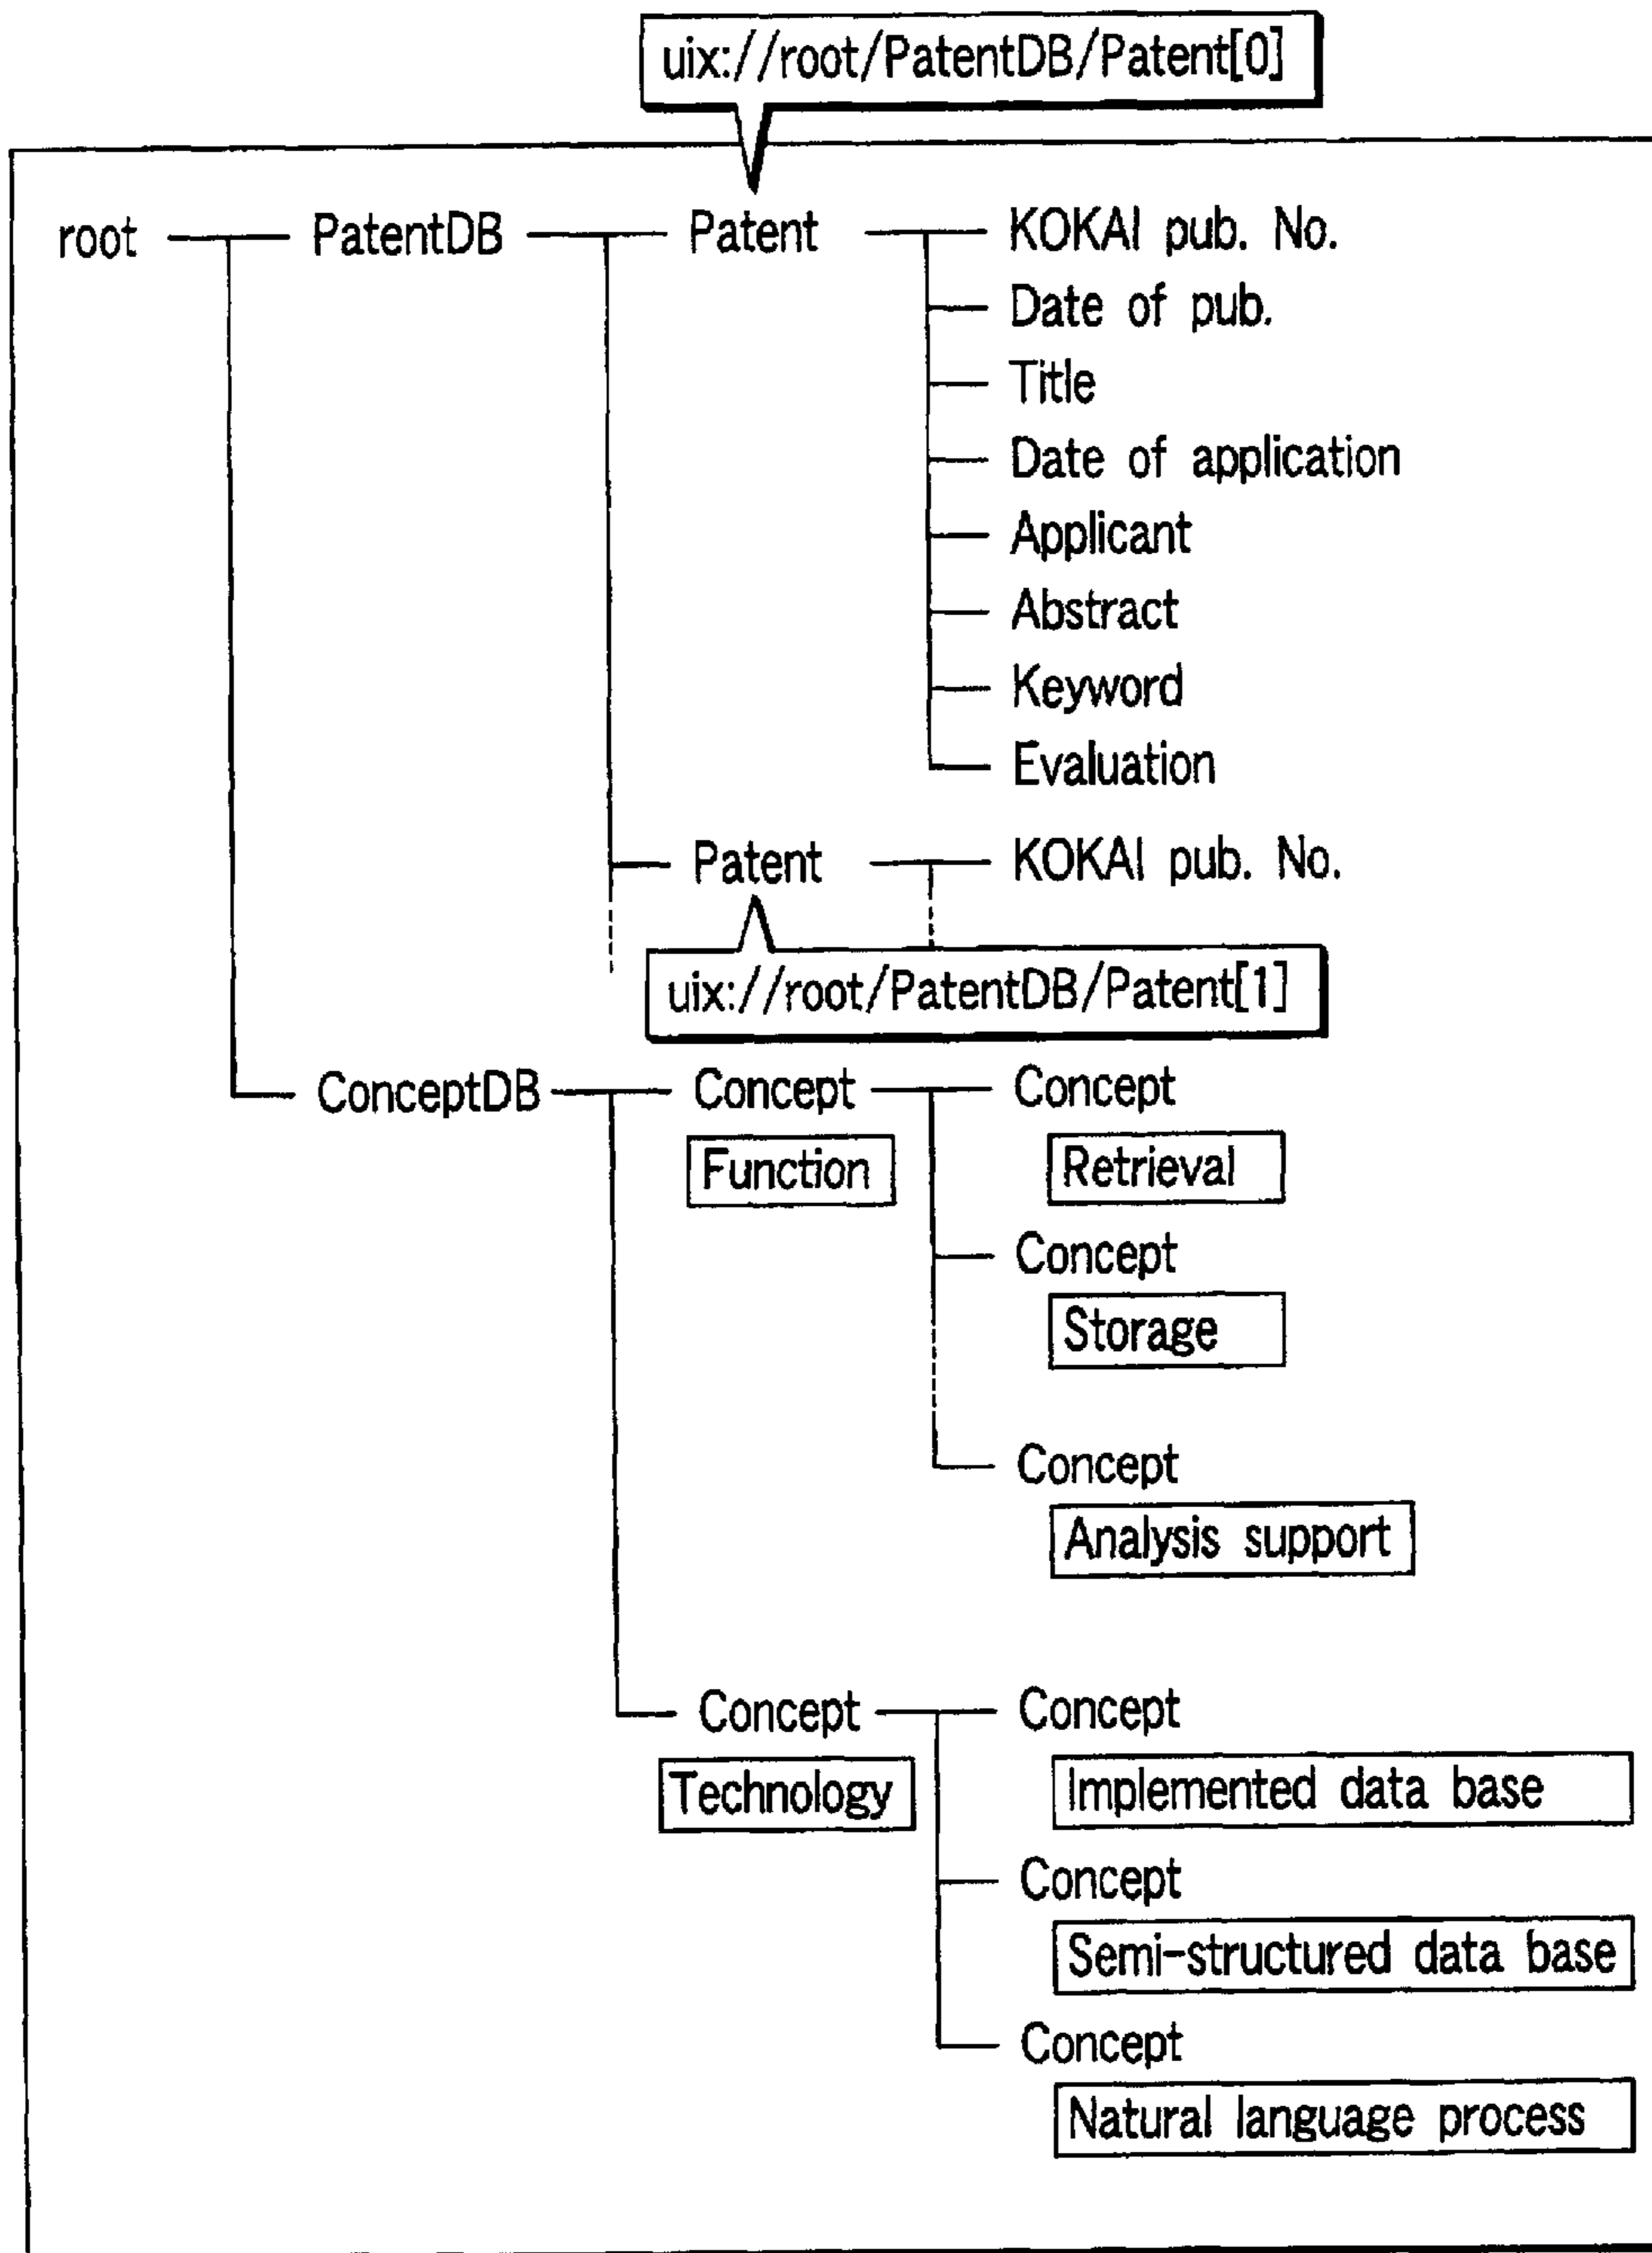 uix://root/PatentDB/Patent[0]
root PatentDB Patent KOKAI pub. No.
Date of pub.
Title
Date of application
Applicant
Abstract
Keyword
Evaluation
Patent KOKAI pub. No.
uix://root/PatentDB/Patent[1]
ConceptDB Concept Concept
Function Retrieval
Concept
Storage
Concept
Analysis support
Concept Concept
Technology Implemented data base
Concept
Semi-structured data base
Concept
Natural language process